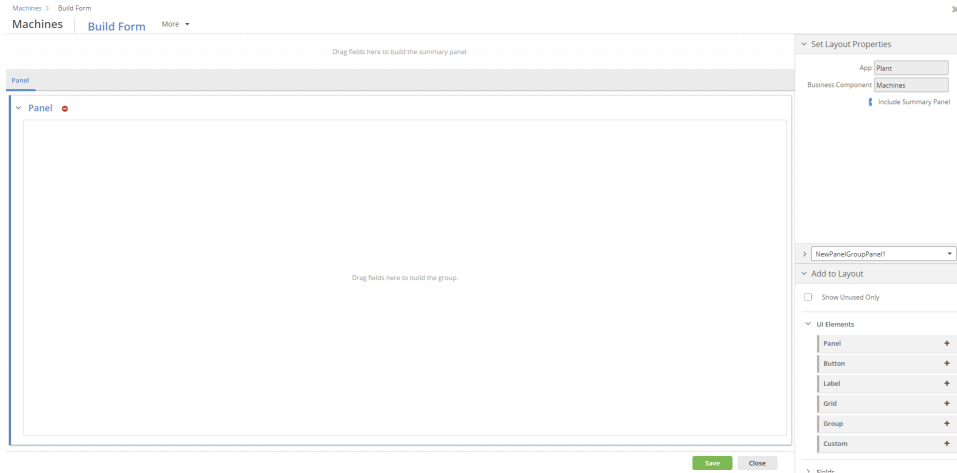 Machines > Build Form
Machines Build Form More
Drag fields here to build the summary panel.
Panel
Panel
Drag fields here to build the group.
Save Close
Set Layout Properties
App Plant
Business Component Machines
Include Summary Panel
NewPanelGroupPanel1
Add to Layout
Show Unused Only
UI Elements
Panel +
Button +
Label +
Grid +
Group +
Custom +
Fields